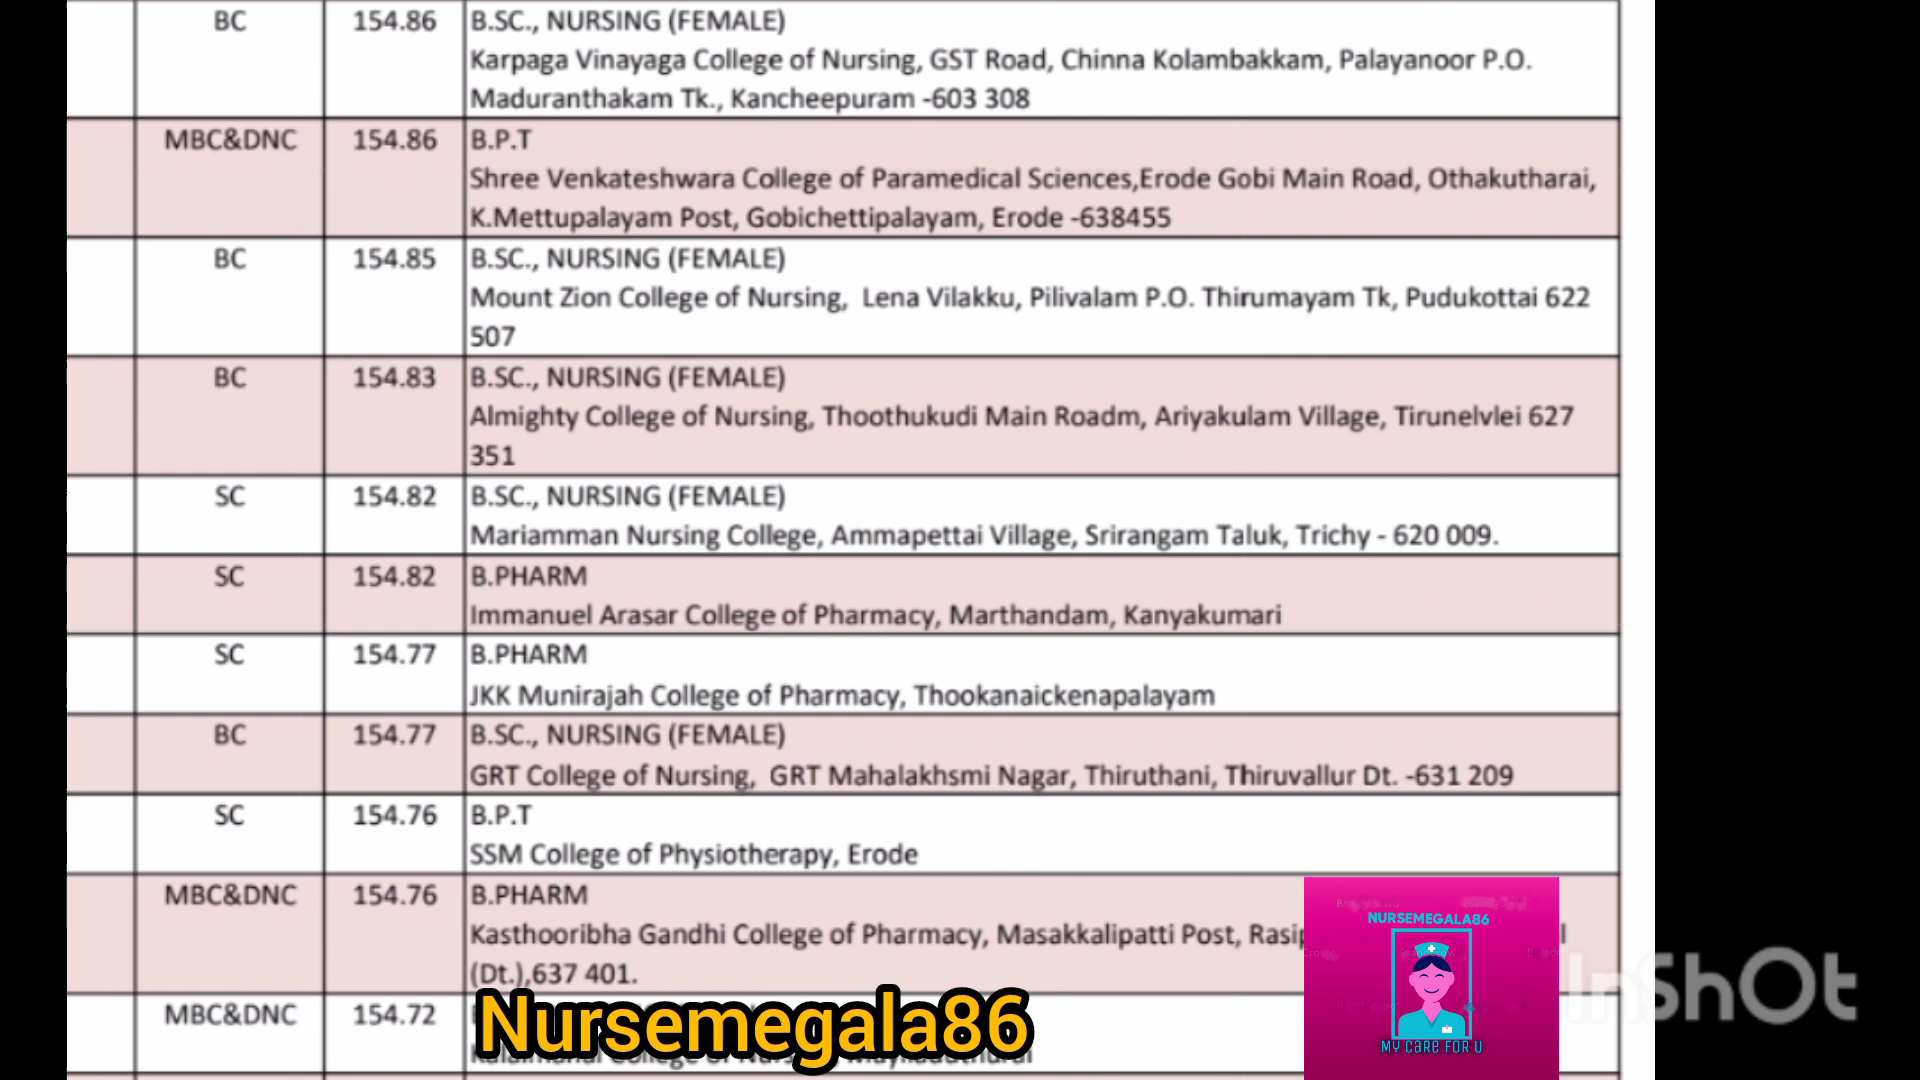 BC 154.86 B.SC., NURSING (FEMALE)
Karpaga Vinayaga College of Nursing, GST Road, Chinna Kolambakkam, Palayanoor P.O.
Maduranthakam Tk., Kancheepuram -603 308
MBC&DNC 154.86 B.P.T
Shree Venkateshwara College of Paramedical Sciences,Erode Gobi Main Road, Othakutharai,
K.Mettupalayam Post, Gobichettipalayam, Erode -638455
BC 154.85 B.SC., NURSING (FEMALE)
Mount Zion College of Nursing, Lena Vilakku, Pilivalam P.O. Thirumayam Tk, Pudukottai 622
507
BC 154.83 B.SC., NURSING (FEMALE)
Almighty College of Nursing, Thoothukudi Main Roadm, Ariyakulam Village, Tirunelvlei 627
351
SC 154.82 B.SC., NURSING (FEMALE)
Mariamman Nursing College, Ammapettai Village, Srirangam Taluk, Trichy - 620 009.
SC 154.82 B.PHARM
Immanuel Arasar College of Pharmacy, Marthandam, Kanyakumari
SC 154.77 B.PHARM
JKK Munirajah College of Pharmacy, Thookanaickenapalayam
BC 154.77 B.SC., NURSING (FEMALE)
GRT College of Nursing, GRT Mahalakhsmi Nagar, Thiruthani, Thiruvallur Dt. -631 209
SC 154.76 B.P.T
SSM College of Physiotherapy, Erode
MBC&DNC 154.76 B.PHARM
Kasthooribha Gandhi College of Pharmacy, Masakkalipatti Post,
(Dt.),637 401.
MBC&DNC 154.72
Nursemegala86
NURSEMEGALA86
MY CARE FOR U
InShOt